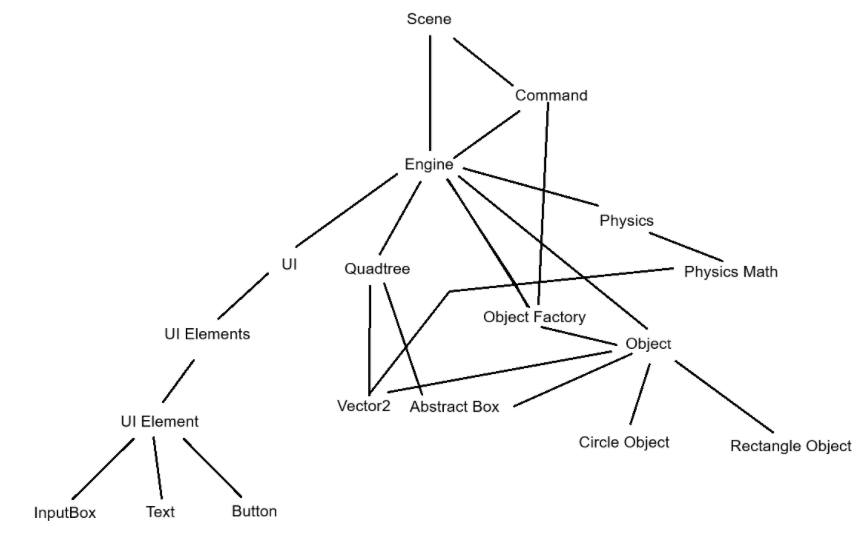 Scene
Command
Engine
Physics
UI
Quadtree
Physics Math
Object Factory
UI Elements
Object
Vector2
Abstract Box
UI Element
Circle Object
Rectangle Object
InputBox
Text
Button